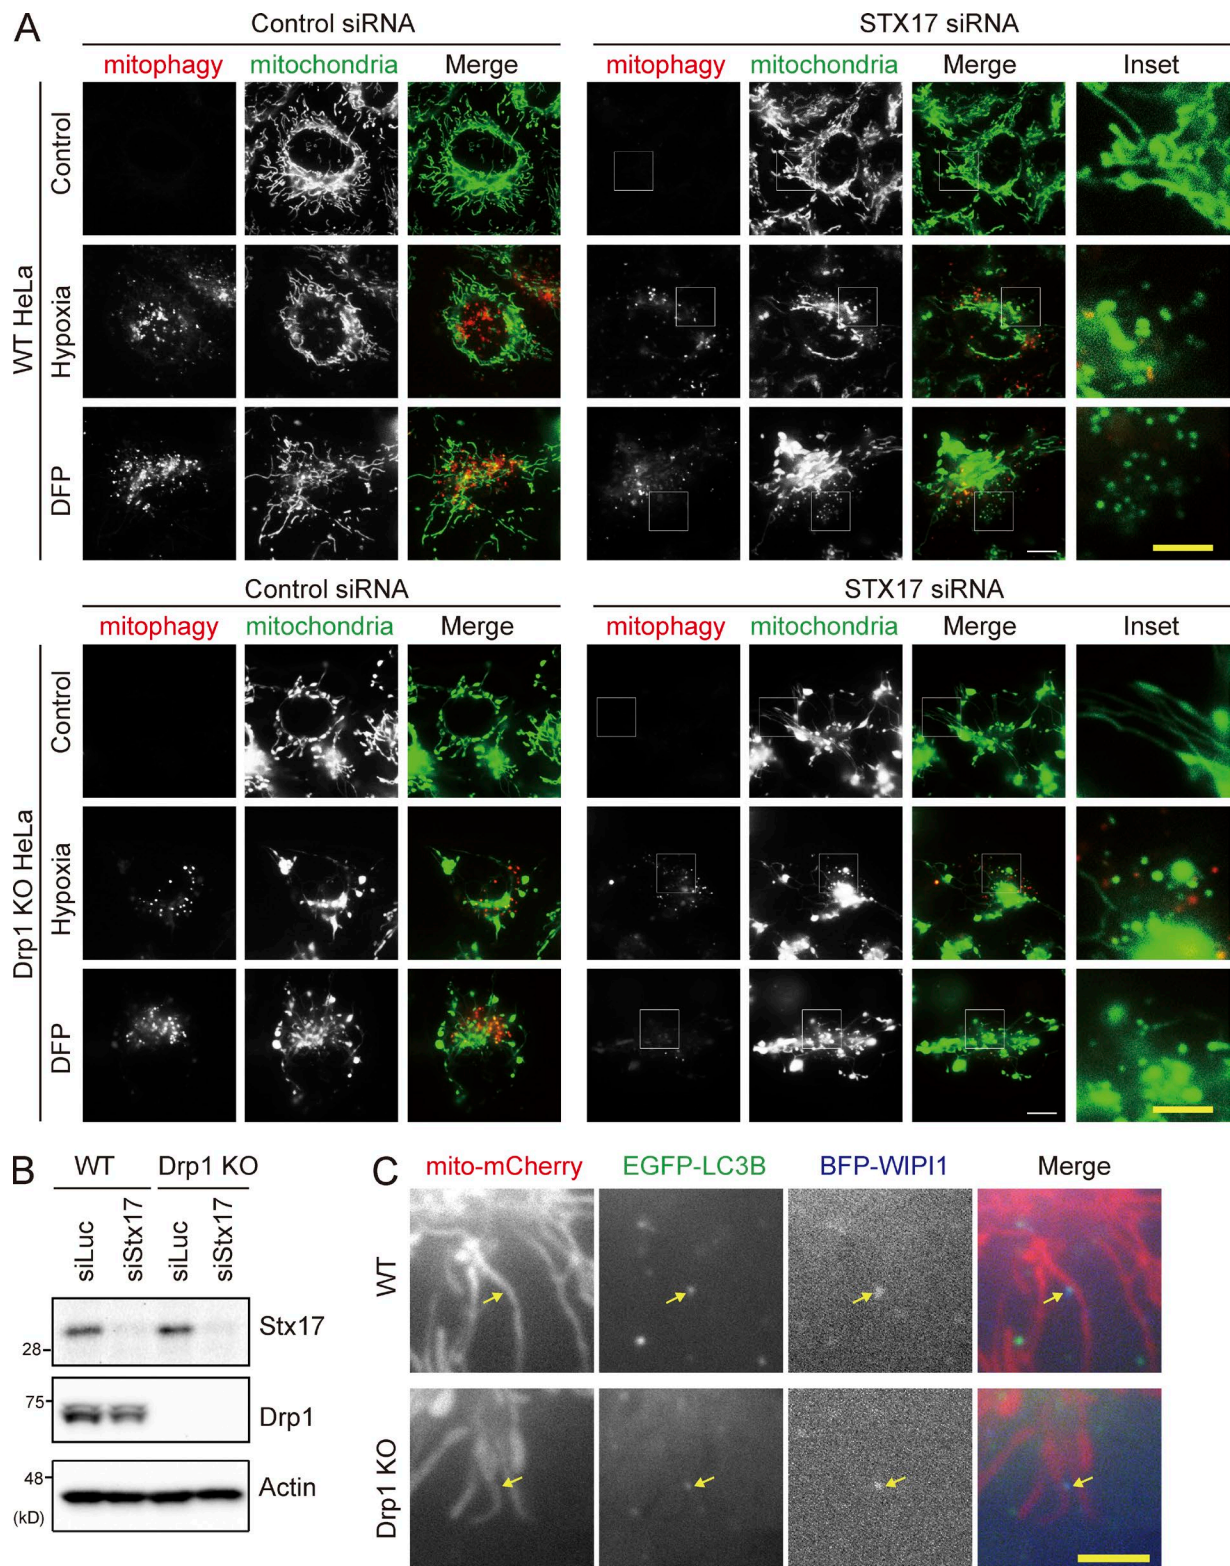 A
Control siRNA
STX17 siRNA
mitophagy mitochondria Merge
mitophagy mitochondria Merge Inset
WT HeLa
Control
Hypoxia
DFP
Control siRNA
STX17 siRNA
mitophagy mitochondria Merge
mitophagy mitochondria Merge Inset
Drp1 KO HeLa
Control
Hypoxia
DFP
B
WT Drp1 KO
siLuc siStx17 siLuc siStx17
28 Stx17
75 Drp1
48 Actin
(kD)
C
mito-mCherry EGFP-LC3B BFP-WIPI1 Merge
WT
Drp1 KO